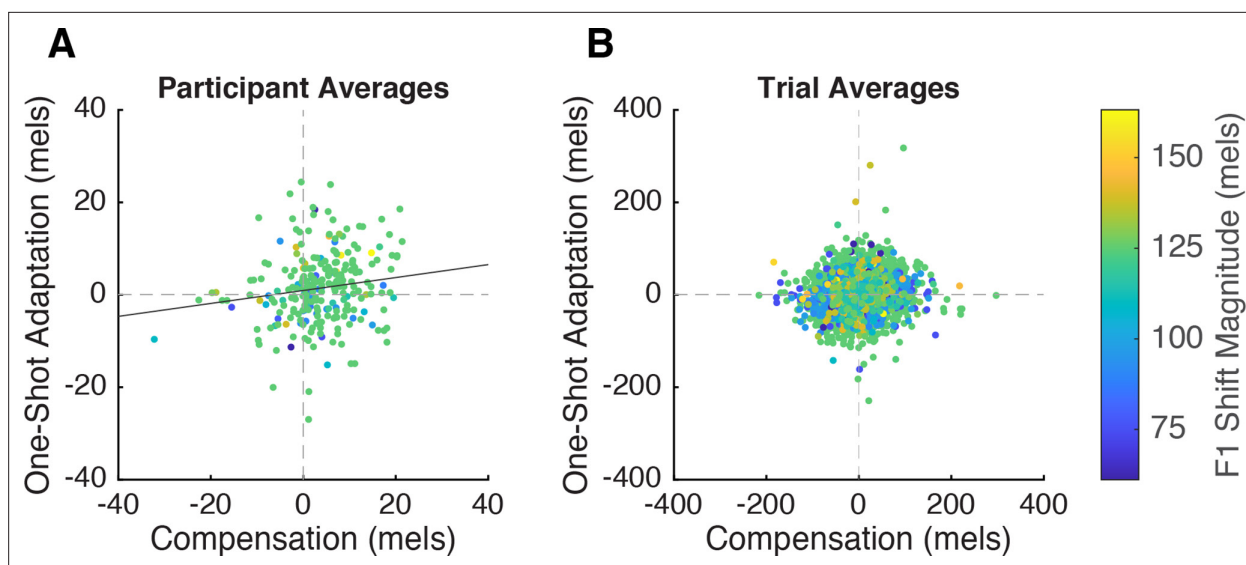 A
Participant Averages
One-Shot Adaptation (mels)
40
20
0
-20
-40
-40
-20
0
20
40
Compensation (mels)
B
Trial Averages
One-Shot Adaptation (mels)
400
200
0
-200
-400
-400
-200
0
200
400
Compensation (mels)
150
125
100
75
F1 Shift Magnitude (mels)